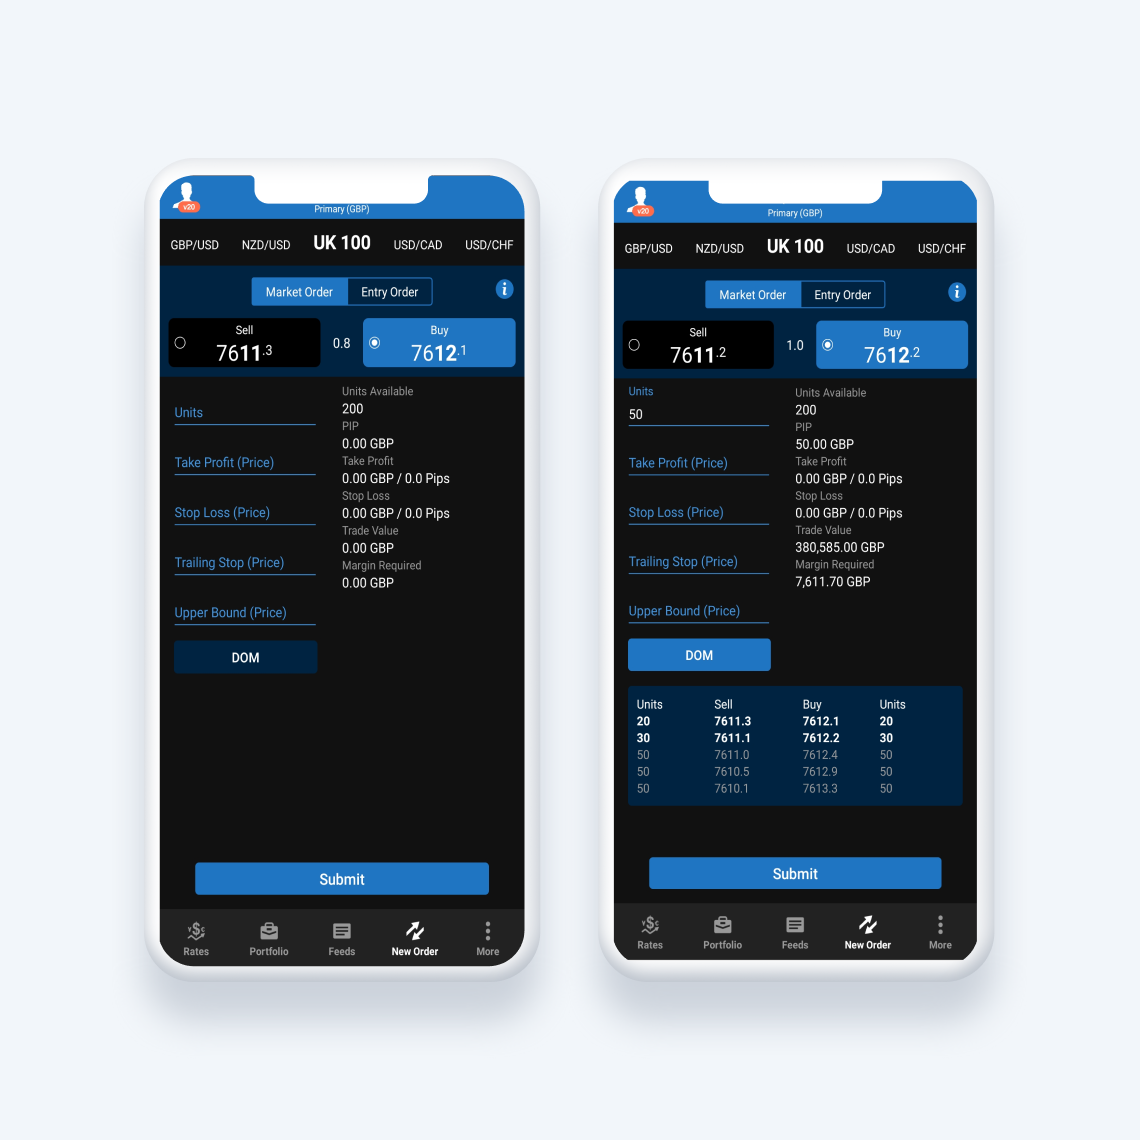 v20
Primary (GBP)
GBP/USD NZD/USD UK 100 USD/CAD USD/CHF
Market Order Entry Order i
Sell Buy
7611.3 0.8 7612.1
Units
Take Profit (Price)
Stop Loss (Price)
Trailing Stop (Price)
Upper Bound (Price)
DOM
Units Available
200
PIP
0.00 GBP
Take Profit
0.00 GBP / 0.0 Pips
Stop Loss
0.00 GBP / 0.0 Pips
Trade Value
0.00 GBP
Margin Required
0.00 GBP
Submit
Rates Portfolio Feeds New Order More
v20
Primary (GBP)
GBP/USD NZD/USD UK 100 USD/CAD USD/CHF
Market Order Entry Order i
Sell Buy
7611.2 1.0 7612.2
Units
50
Take Profit (Price)
Stop Loss (Price)
Trailing Stop (Price)
Upper Bound (Price)
DOM
Units Available
200
PIP
50.00 GBP
Take Profit
0.00 GBP / 0.0 Pips
Stop Loss
0.00 GBP / 0.0 Pips
Trade Value
380,585.00 GBP
Margin Required
7,611.70 GBP
Units Sell Buy Units
20 7611.3 7612.1 20
30 7611.1 7612.2 30
50 7611.0 7612.4 50
50 7610.5 7612.9 50
50 7610.1 7613.3 50
Submit
Rates Portfolio Feeds New Order More